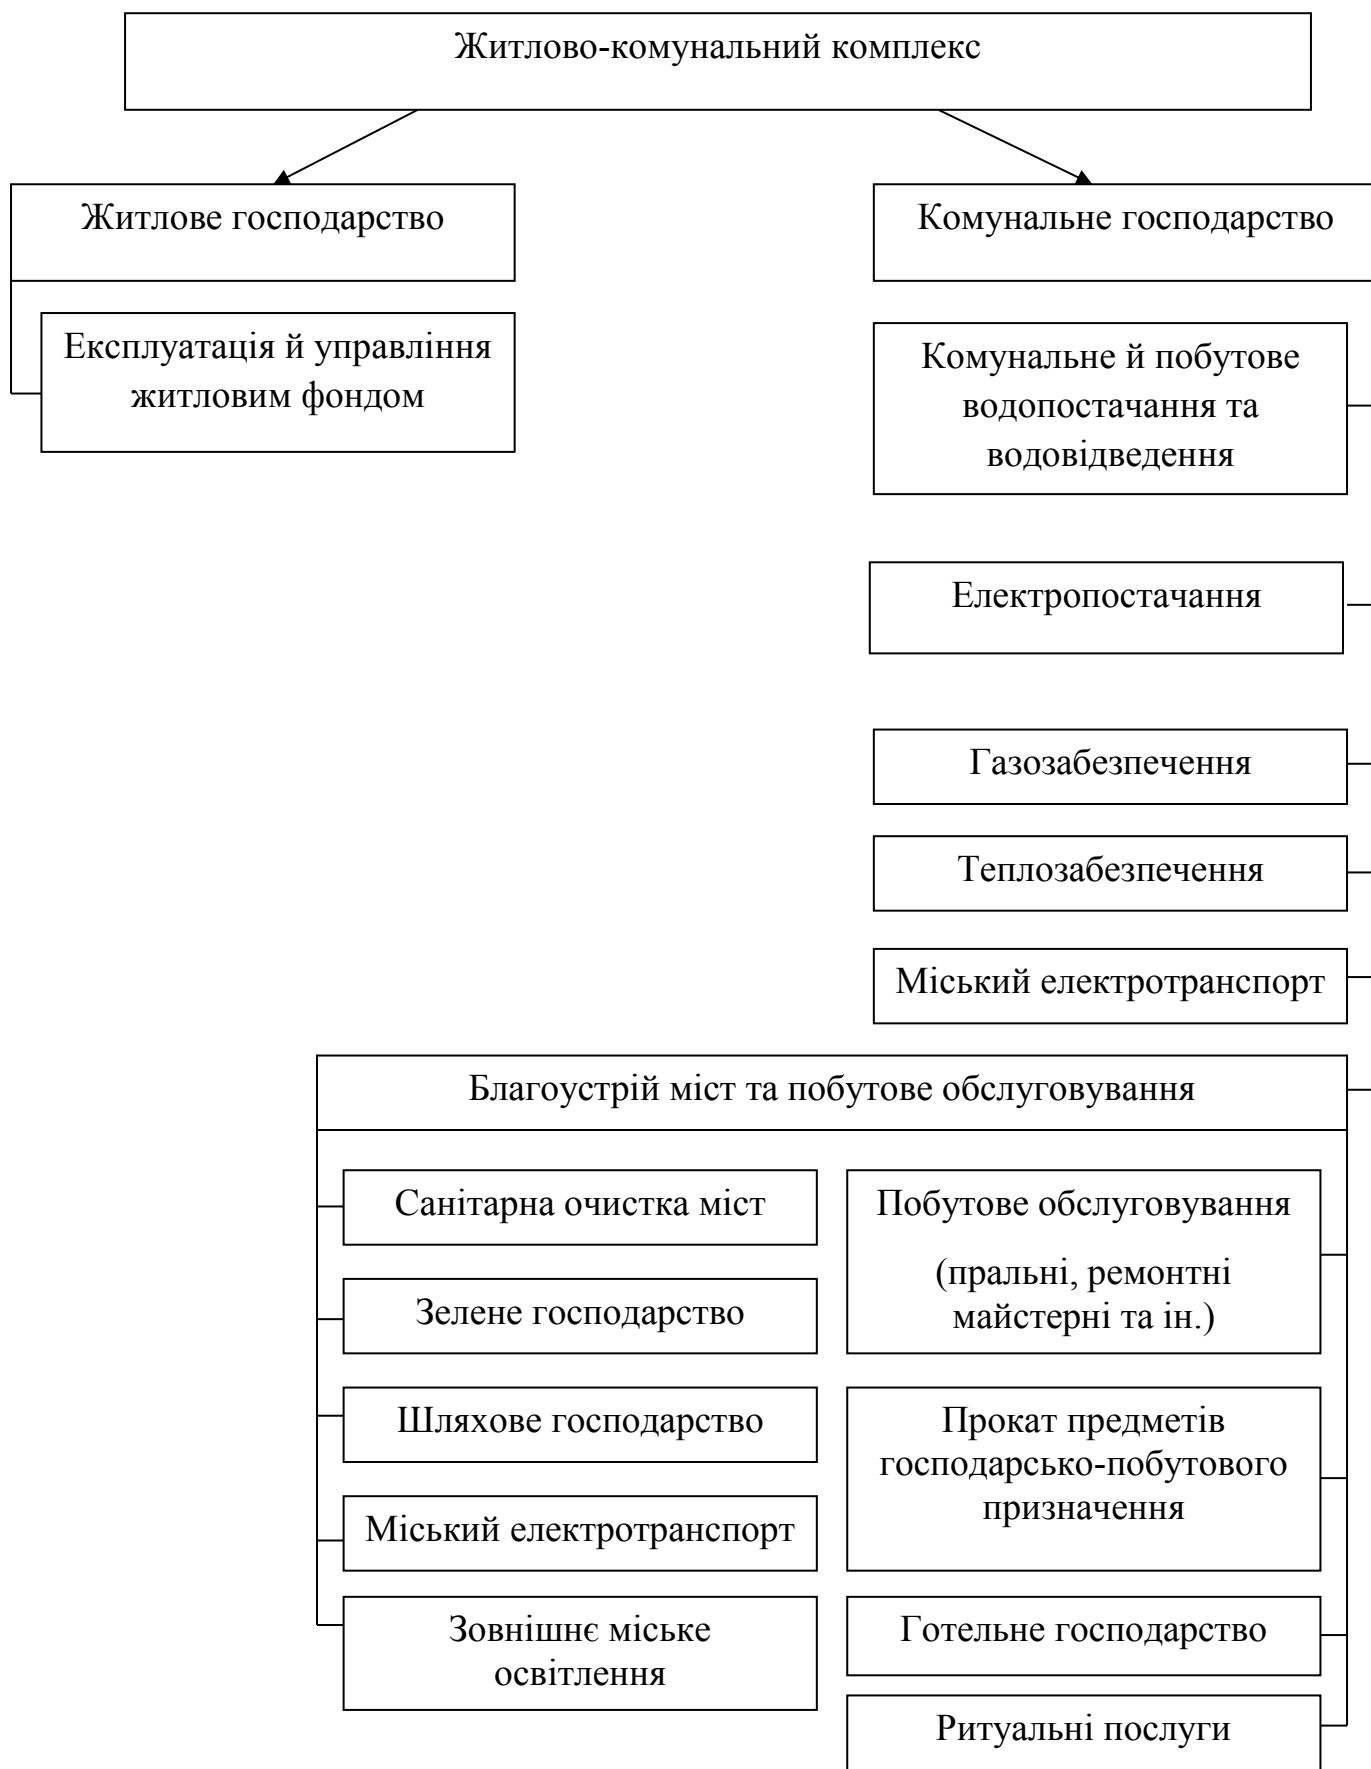 Житлово-комунальний комплекс
Житлове господарство
Комунальне господарство
Експлуатація й управління
житловим фондом
Комунальне й побутове
водопостачання та
водовідведення
Електропостачання
Газозабезпечення
Теплозабезпечення
Міський електротранспорт
Благоустрій міст та побутове обслуговування
Санітарна очистка міст
Зелене господарство
Шляхове господарство
Міський електротранспорт
Зовнішнє міське
освітлення
Побутове обслуговування
(пральні, ремонтні
майстерні та ін.)
Прокат предметів
господарсько-побутового
призначення
Готельне господарство
Ритуальні послуги